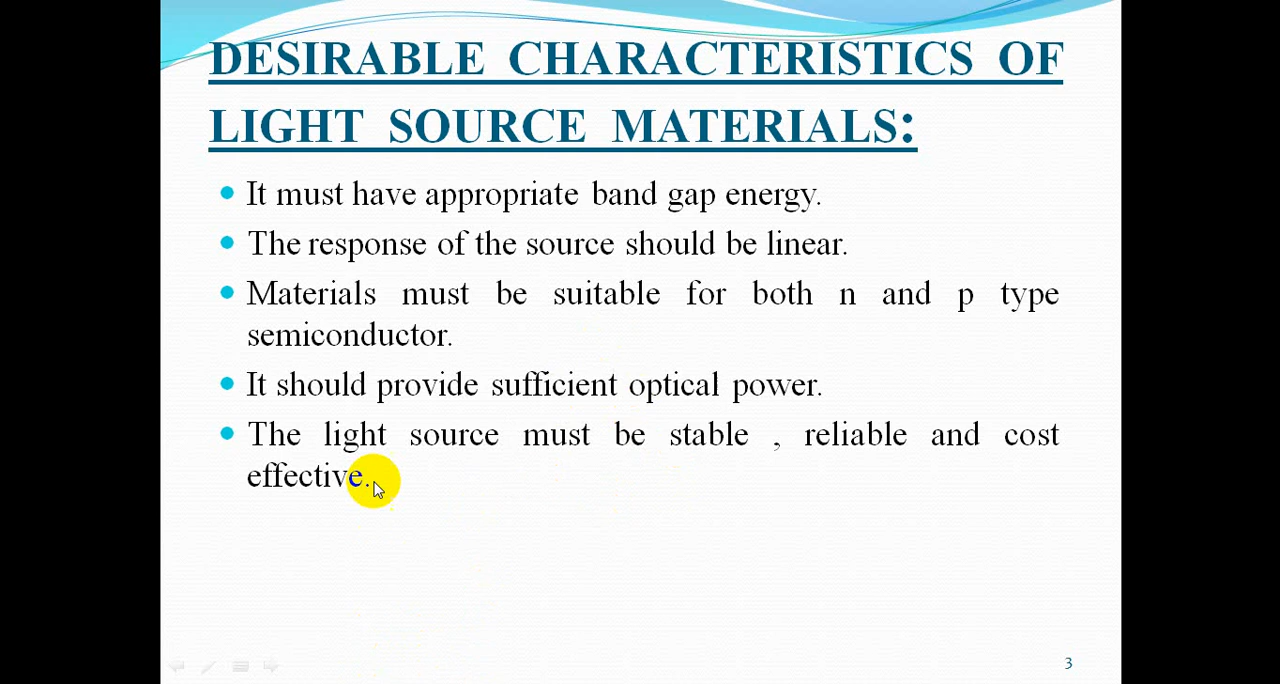 DESIRABLE CHARACTERISTICS OF
LIGHT SOURCE MATERIALS:
• It must have appropriate band gap energy.
• The response of the source should be linear.
• Materials must be suitable for both n and p type
semiconductor.
• It should provide sufficient optical power.
• The light source must be stable , reliable and cost
effective.
3